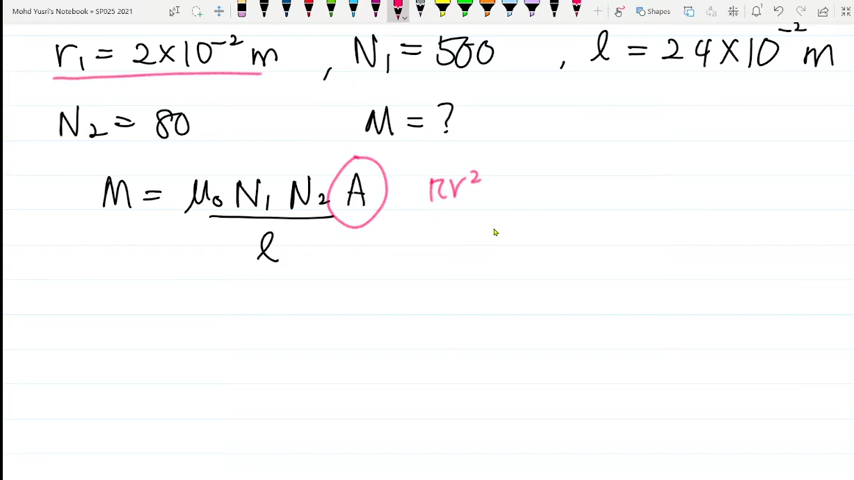 Mohd Yusri's Notebook » SP025 2021
Shapes
r₁ = 2×10⁻² m , N₁ = 500 , l = 24×10⁻² m
N₂ = 80 M = ?
M = μ₀ N₁ N₂ A πr²
l